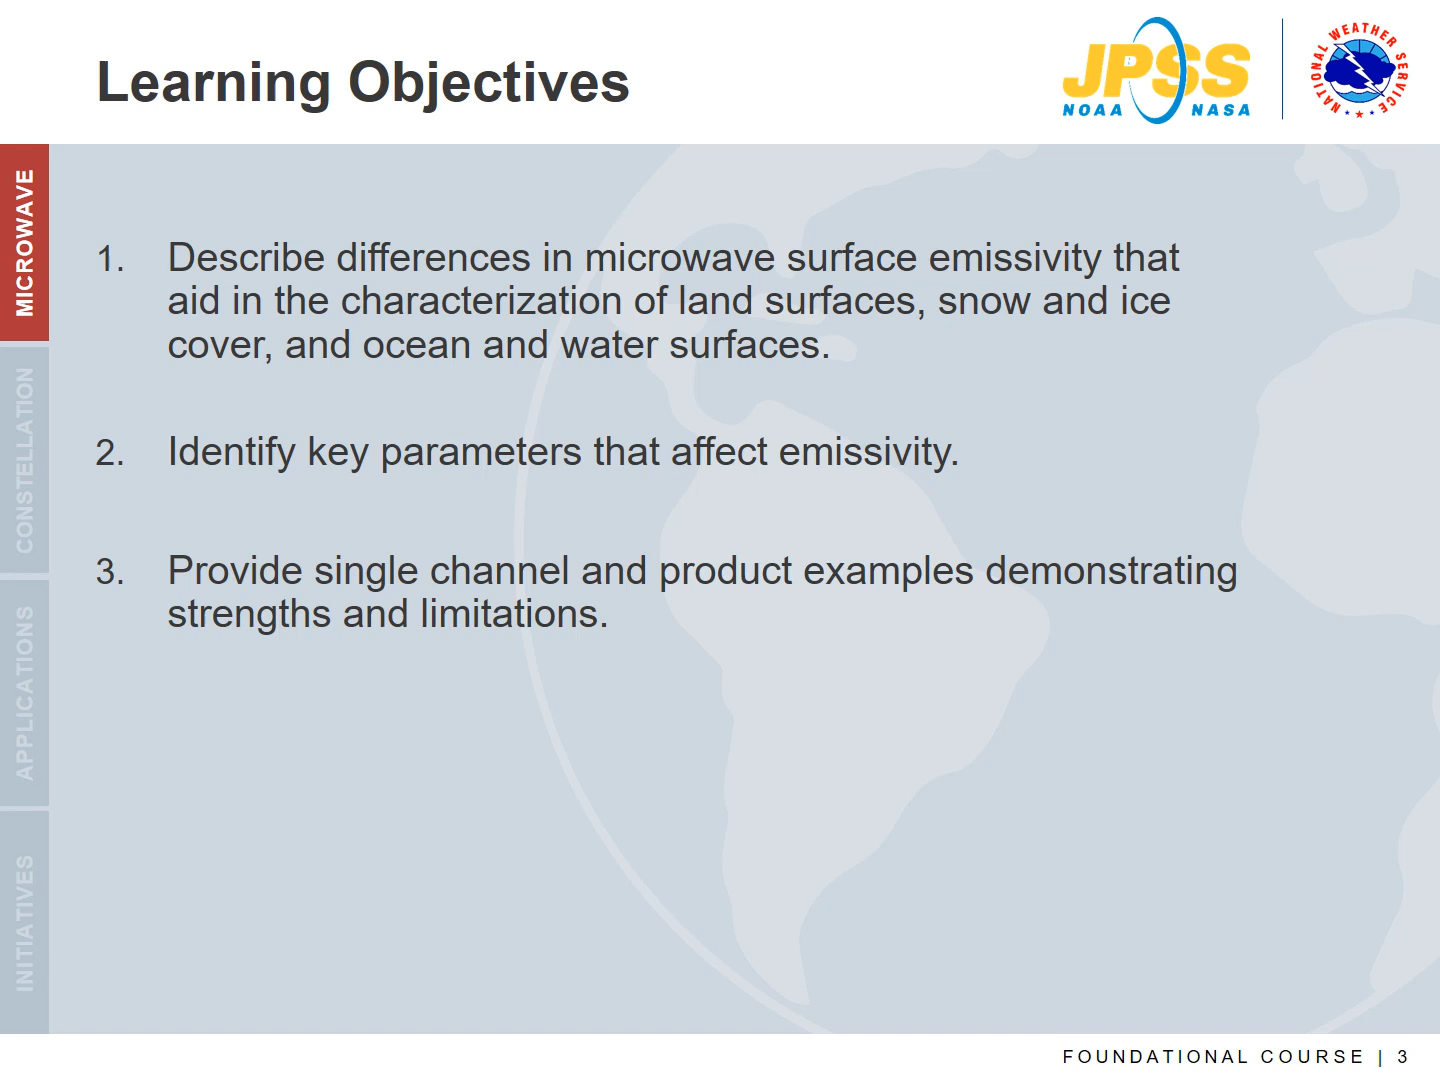 Learning Objectives
JPSS
NOAA NASA
NATIONAL WEATHER SERVICE
MICROWAVE
CONSTELLATION
APPLICATIONS
INITIATIVES
1. Describe differences in microwave surface emissivity that
aid in the characterization of land surfaces, snow and ice
cover, and ocean and water surfaces.
2. Identify key parameters that affect emissivity.
3. Provide single channel and product examples demonstrating
strengths and limitations.
FOUNDATIONAL COURSE | 3